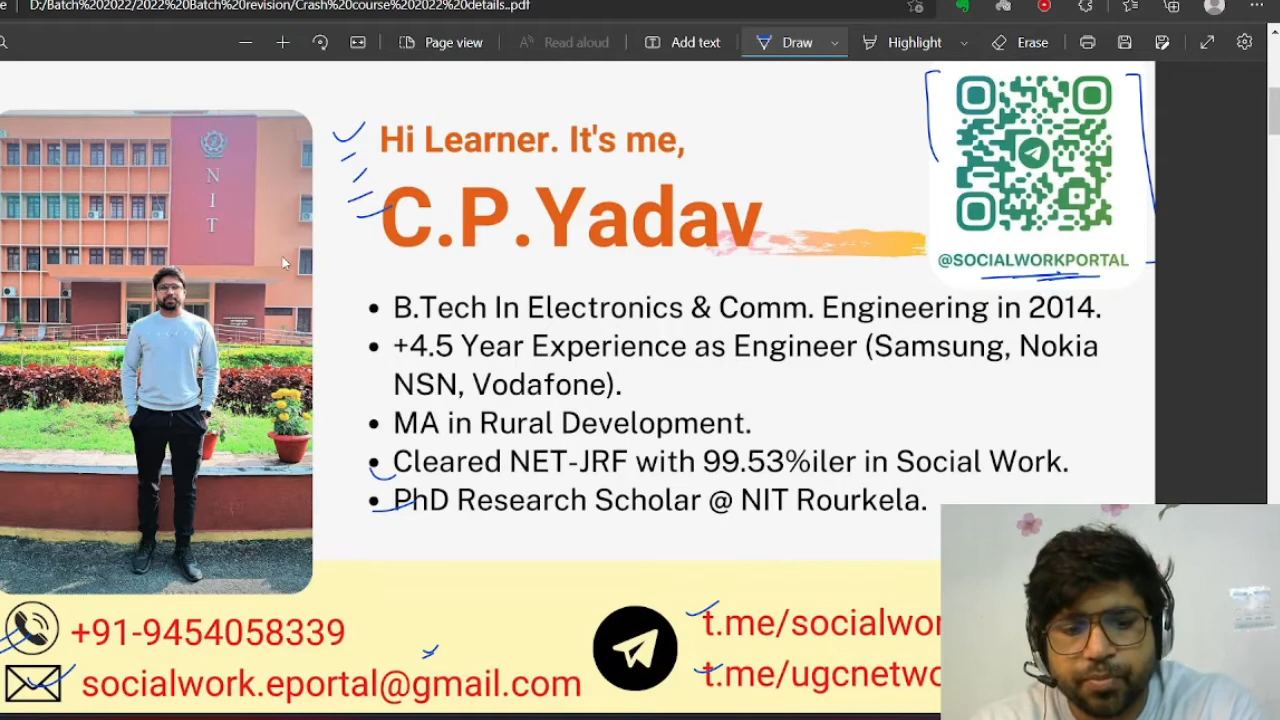 D:/Batch%202022/2022%20Batch%20revision/Crash%20course%202022%20details..pdf
Page view
Read aloud
Add text
Draw
Highlight
Erase
NIT
Hi Learner. It's me,
C.P.Yadav
@SOCIALWORKPORTAL
• B.Tech In Electronics & Comm. Engineering in 2014.
• +4.5 Year Experience as Engineer (Samsung, Nokia
NSN, Vodafone).
• MA in Rural Development.
• Cleared NET-JRF with 99.53%iler in Social Work.
• PhD Research Scholar @ NIT Rourkela.
+91-9454058339
socialwork.eportal@gmail.com
t.me/socialwor
t.me/ugcnetwo